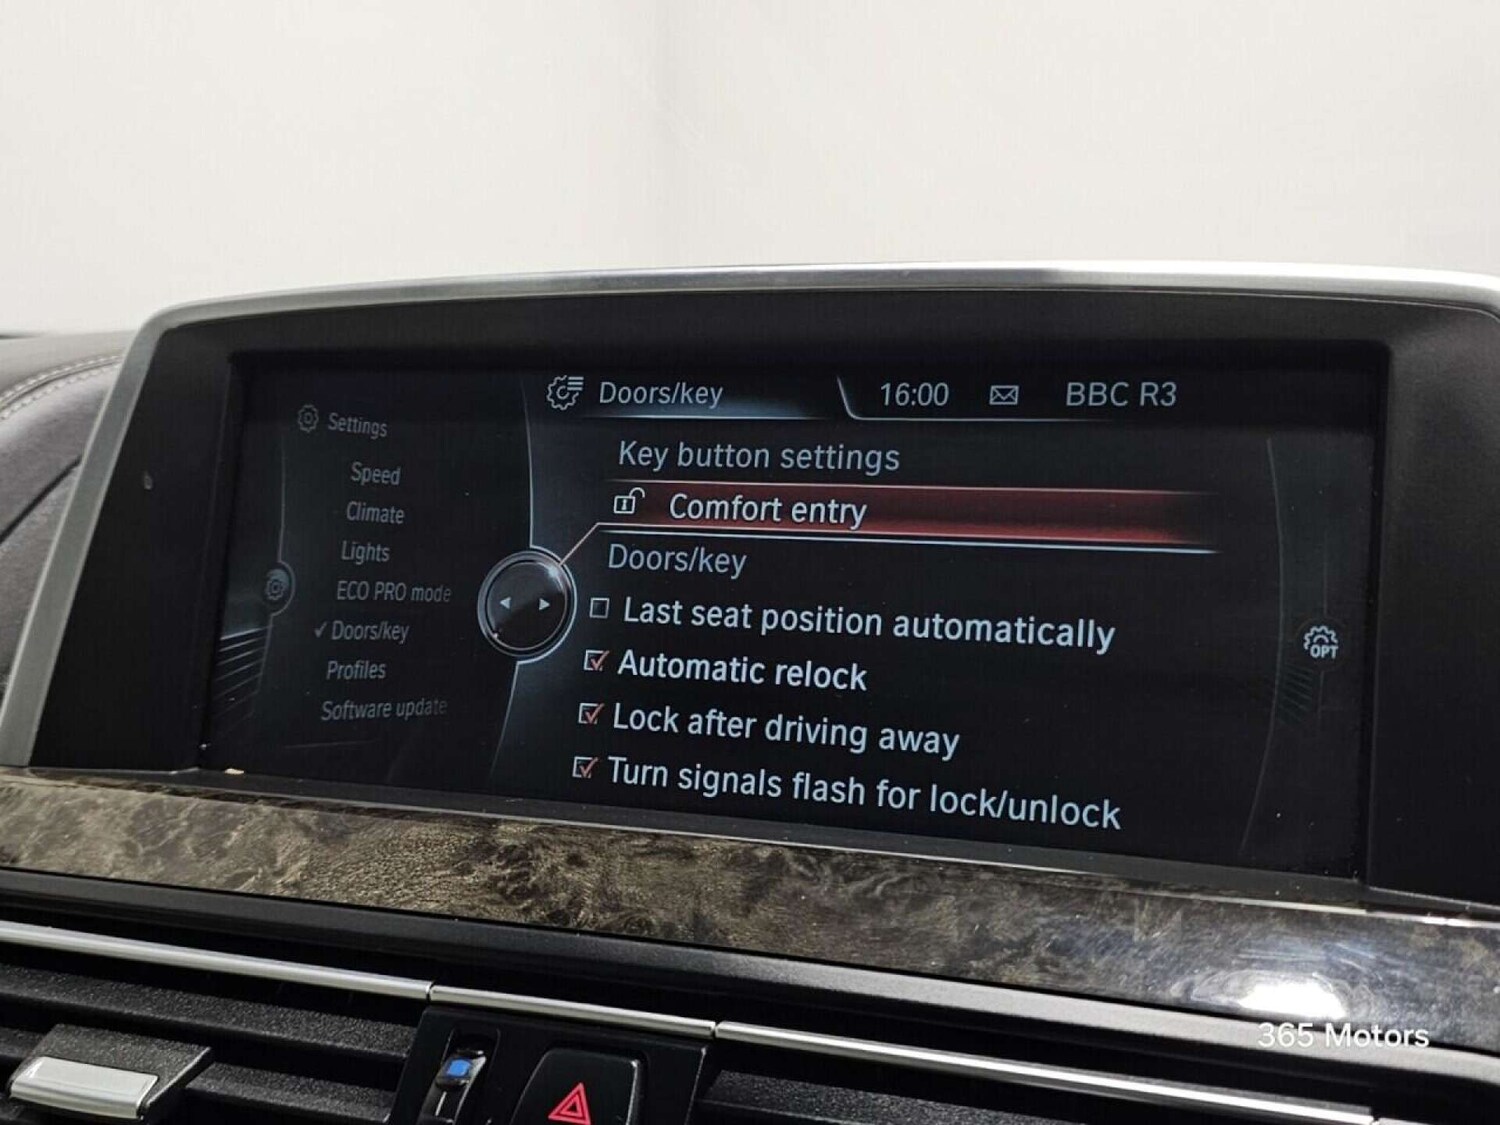 Doors/key 16:00 BBC R3
Settings
Speed
Climate
Lights
ECO PRO mode
Doors/key
Profiles
Software update
Key button settings
Comfort entry
Doors/key
Last seat position automatically
Automatic relock
Lock after driving away
Turn signals flash for lock/unlock
OPT
365 Motors